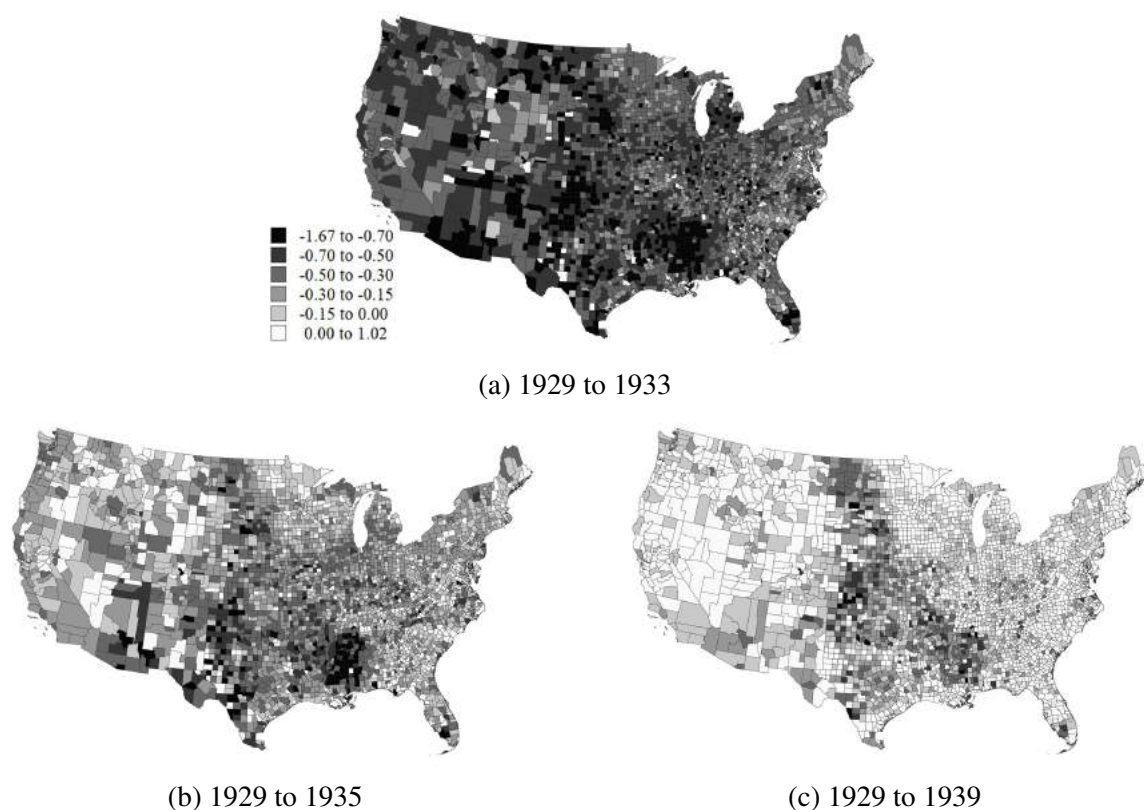 -1.67 to -0.70
-0.70 to -0.50
-0.50 to -0.30
-0.30 to -0.15
-0.15 to 0.00
0.00 to 1.02
(a) 1929 to 1933
(b) 1929 to 1935
(c) 1929 to 1939